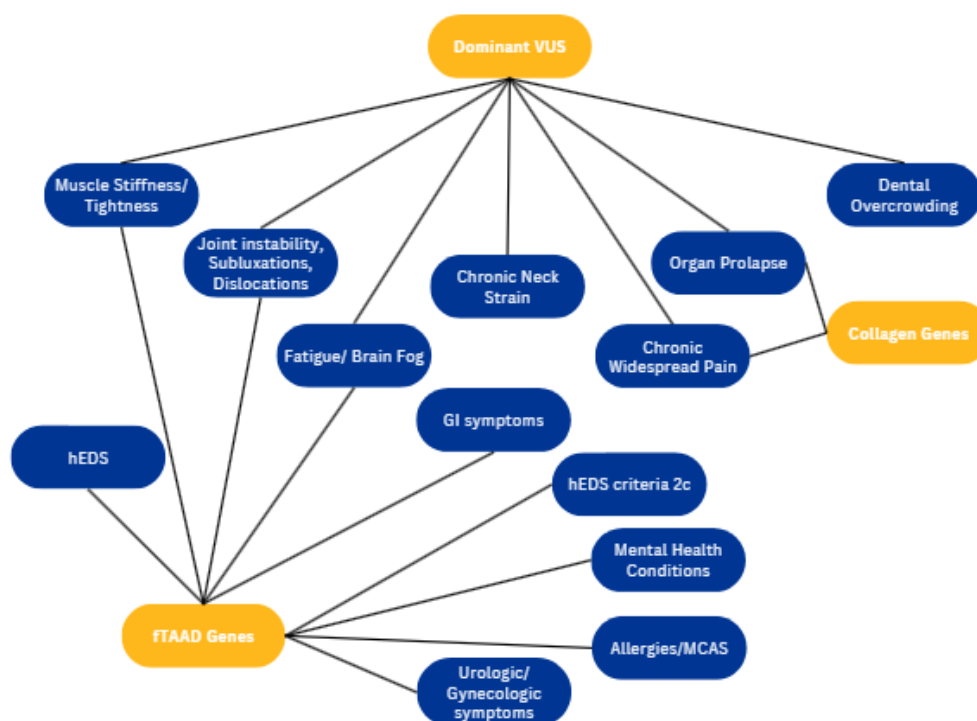 Dominant VUS
Muscle Stiffness/
Tightness
Dental
Overcrowding
Joint instability,
Subluxations,
Dislocations
Chronic Neck
Strain
Organ Prolapse
Collagen Genes
Fatigue/ Brain Fog
Chronic
Widespread Pain
GI symptoms
hEDS
hEDS criteria 2c
Mental Health
Conditions
fTAAD Genes
Allergies/MCAS
Urologic/
Gynecologic
symptoms